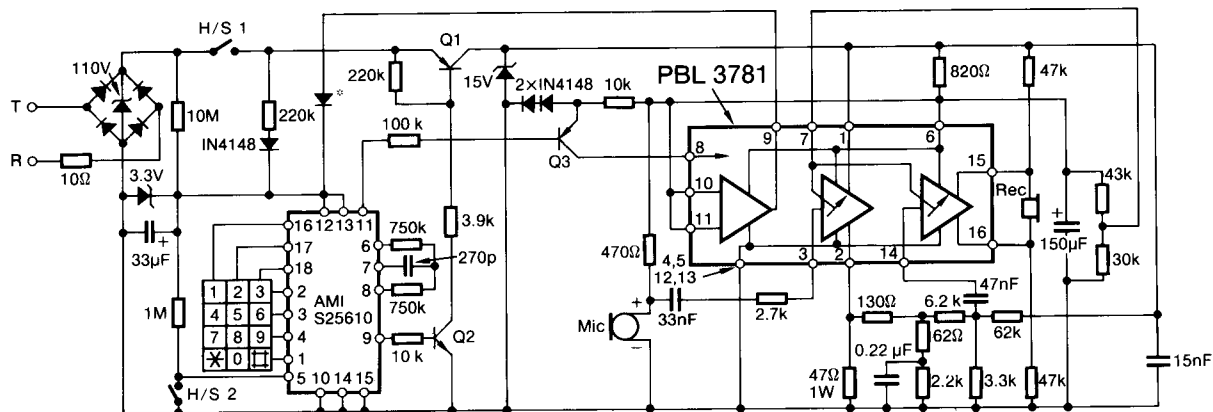 H/S 1
Q1
110V
T
R
10Ω
10M
220k
IN4148
3.3V
33µF
1M
H/S 2
*
220k
15V
2×IN4148
10k
PBL 3781
820Ω
47k
100 k
Q3
8
9
7
1
6
15
16
10
11
4,5
12,13
3
2
14
Rec
43k
30k
150µF
+
16
17
18
2
3
4
1
5
12
13
11
6
7
8
9
10
14
15
AMI
S25610
1 2 3
4 5 6
7 8 9
* 0 #
750k
270p
750k
3.9k
10 k
Q2
470Ω
+
Mic
33nF
2.7k
130Ω
47nF
6.2 k
62Ω
62k
0.22 µF
47Ω
1W
2.2k
3.3k
47k
15nF
+